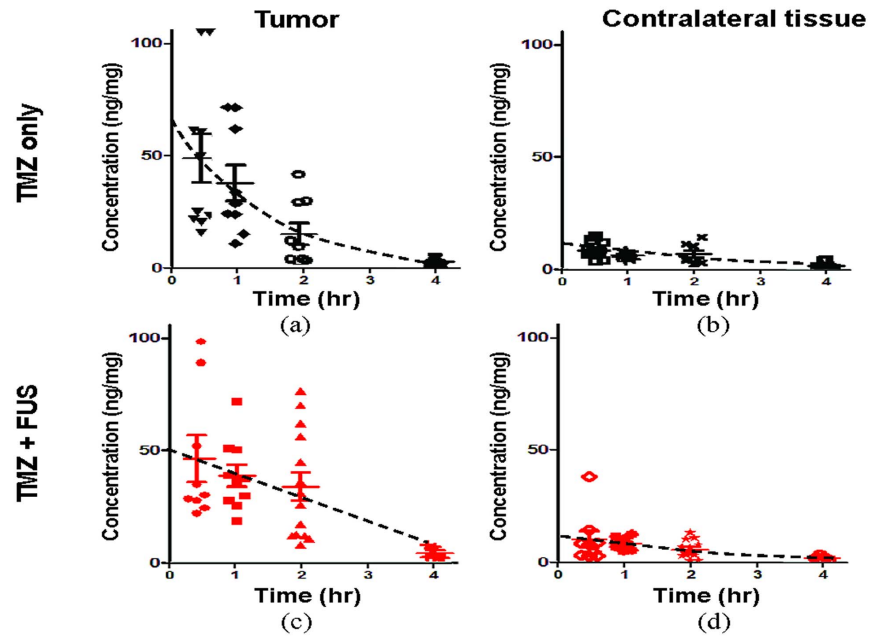 Tumor
Contralateral tissue
TMZ only
Concentration (ng/mg)
100
50
0
0 1 2 3 4
Time (hr)
(a)
Concentration (ng/mg)
100
50
0
0 1 2 3 4
Time (hr)
(b)
TMZ + FUS
Concentration (ng/mg)
100
50
0
0 1 2 3 4
Time (hr)
(c)
Concentration (ng/mg)
100
50
0
0 1 2 3 4
Time (hr)
(d)